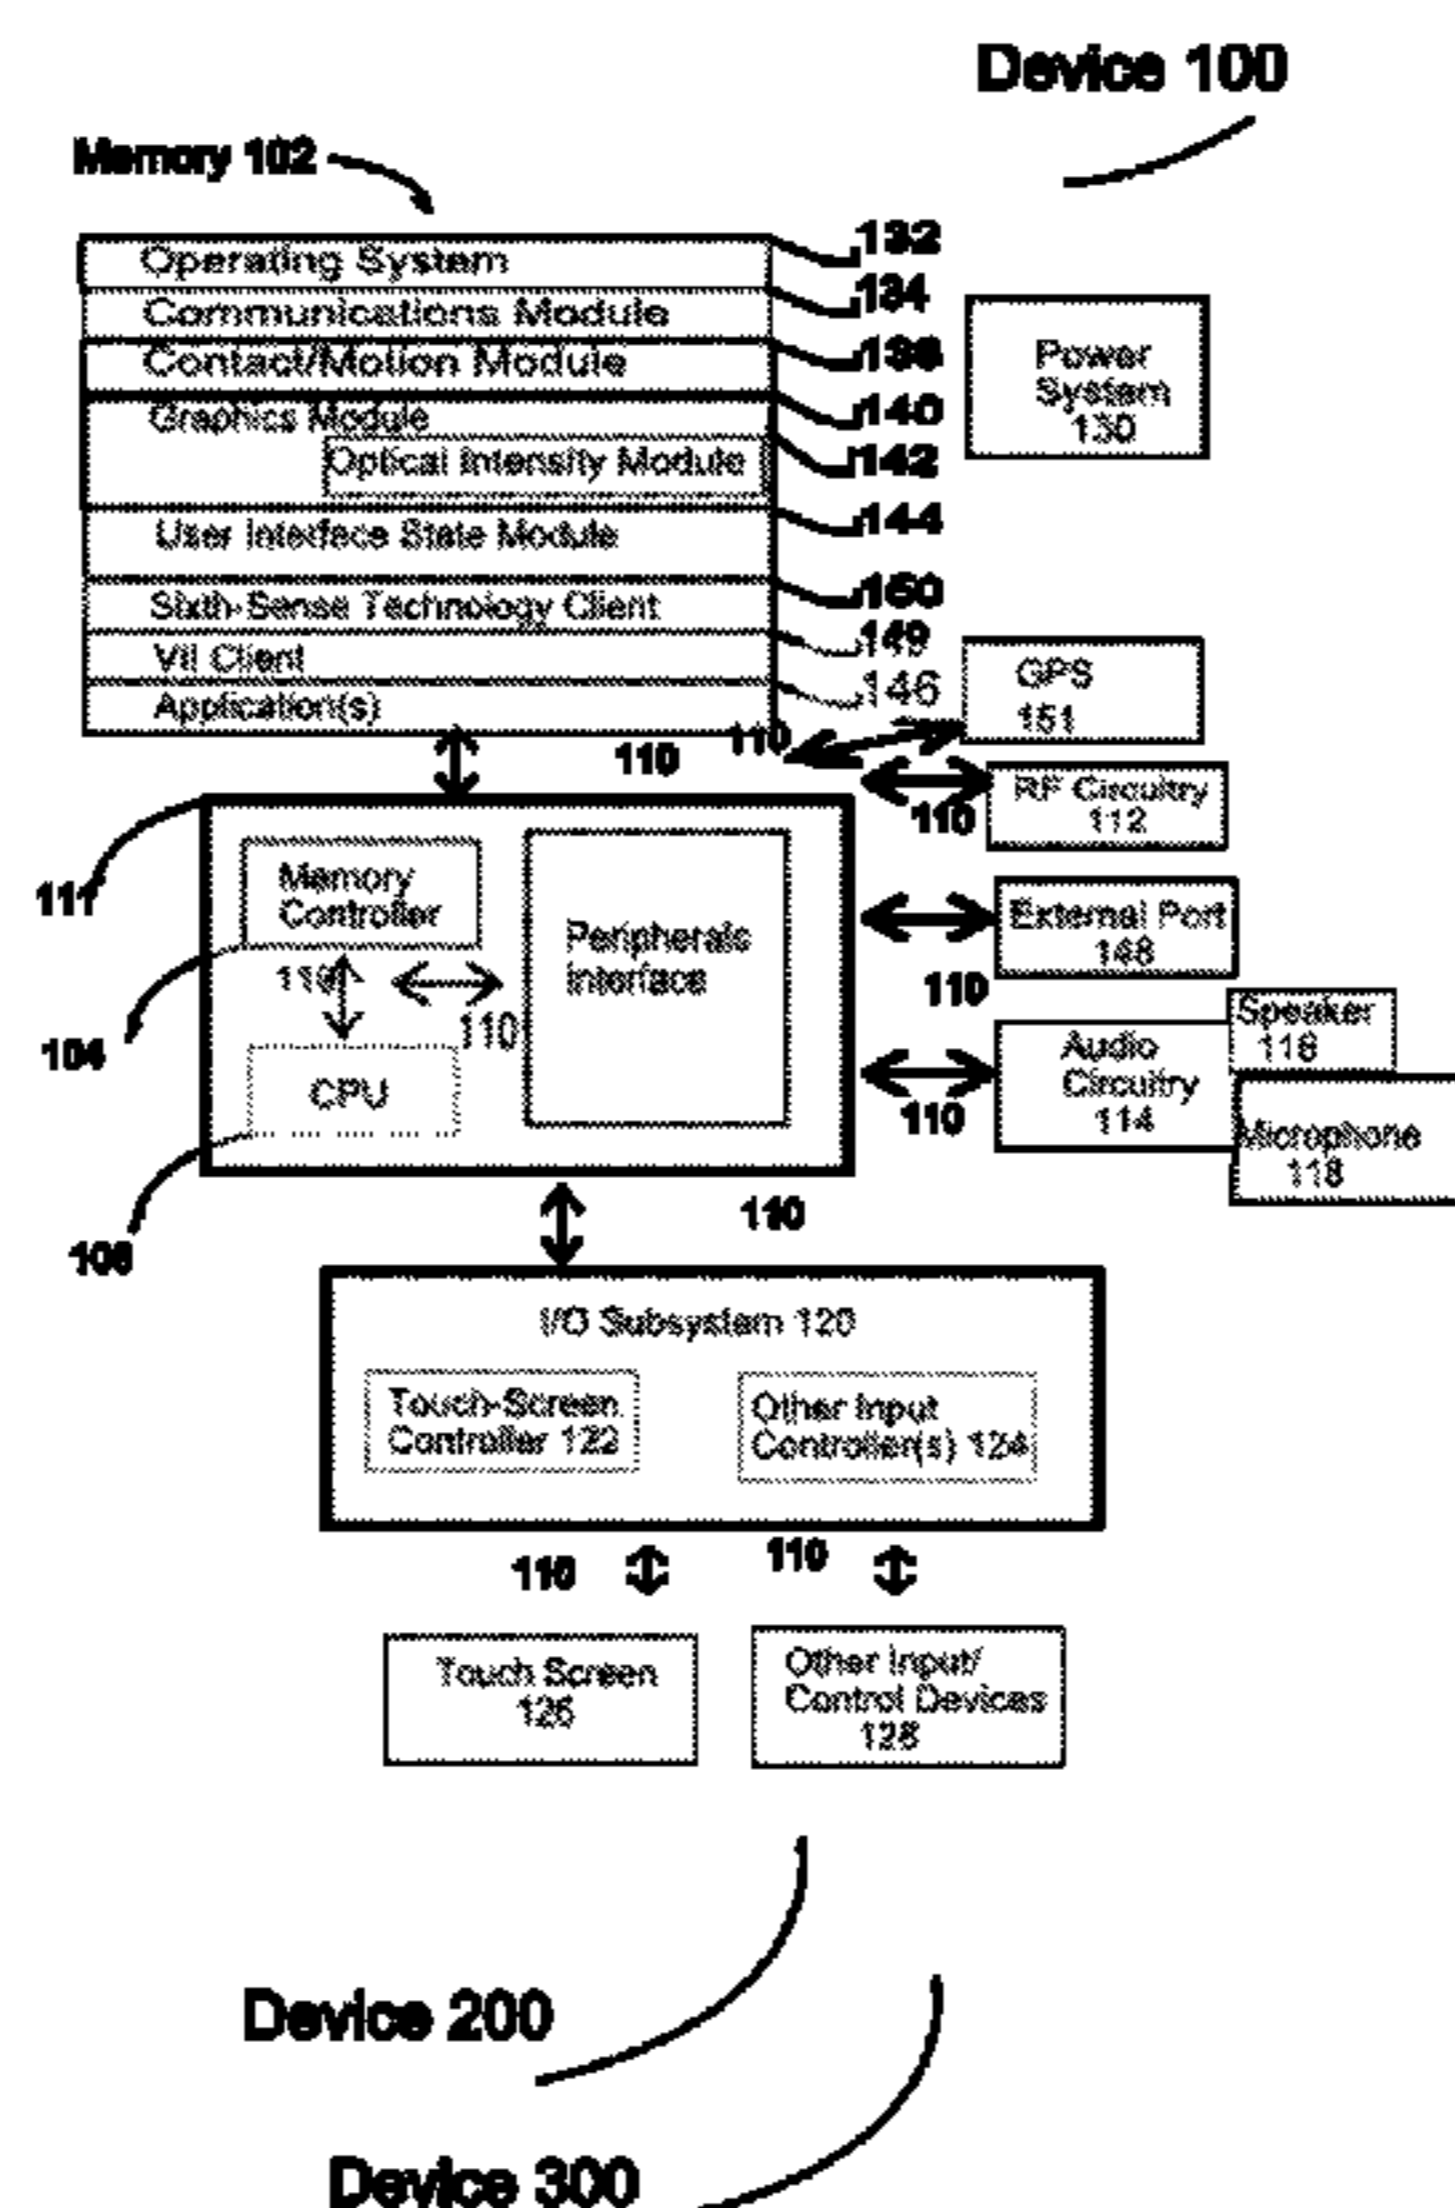 Device 100
Memory 102
Operating System
132
Communications Module
134
Contact/Motion Module
138
Graphics Module
140
Optical Intensity Module
142
User Interface State Module
144
Sixth-Sense Technology Client
150
VII Client
149
Application(s)
146
Power
System
130
GPS
151
110
110
RF Circuitry
112
110
111
Memory
Controller
Peripherals
Interface
External Port
148
110
110
110
104
CPU
Speaker
116
Audio
Circuitry
114
110
Microphone
118
106
110
I/O Subsystem 120
Touch-Screen
Controller 122
Other Input
Controller(s) 124
110
110
Touch Screen
126
Other Input/
Control Devices
128
Device 200
Device 300